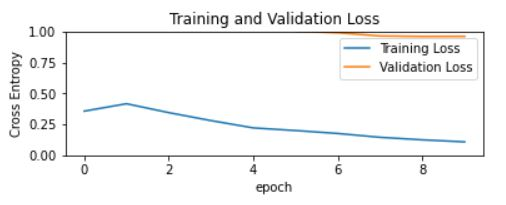 Training and Validation Loss
1.00
0.75
0.50
0.25
0.00
Cross Entropy
Training Loss
Validation Loss
0 2 4 6 8
epoch